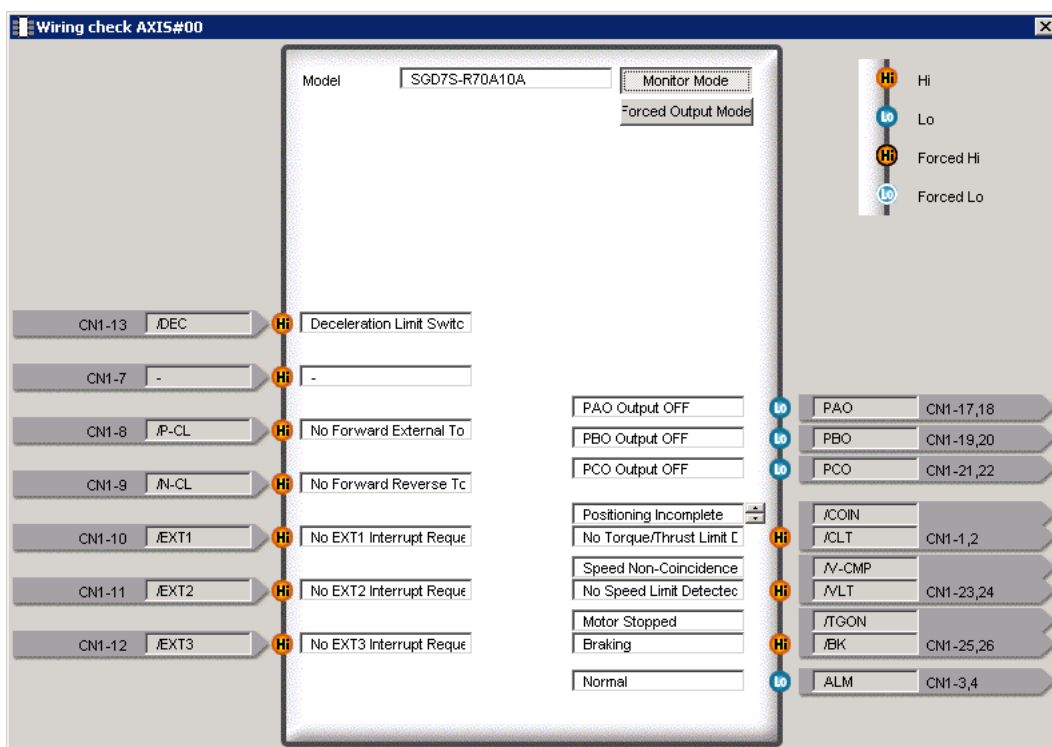 Wiring check AXIS#00
Model SGD7S-R70A10A Monitor Mode
Forced Output Mode
Hi Hi
Lo Lo
Hi Forced Hi
Lo Forced Lo
CN1-13 /DEC Hi Deceleration Limit Switc
CN1-7 - Hi -
CN1-8 /P-CL Hi No Forward External To
CN1-9 /N-CL Hi No Forward Reverse Tc
CN1-10 /EXT1 Hi No EXT1 Interrupt Reque
CN1-11 /EXT2 Hi No EXT2 Interrupt Reque
CN1-12 /EXT3 Hi No EXT3 Interrupt Reque
PAO Output OFF Lo PAO CN1-17,18
PBO Output OFF Lo PBO CN1-19,20
PCO Output OFF Lo PCO CN1-21,22
Positioning Incomplete /COIN
No Torque/Thrust Limit D Hi /CLT CN1-1,2
Speed Non-Coincidence /V-CMP
No Speed Limit Detected Hi /VLT CN1-23,24
Motor Stopped /TGON
Braking Hi /BK CN1-25,26
Normal Lo ALM CN1-3,4